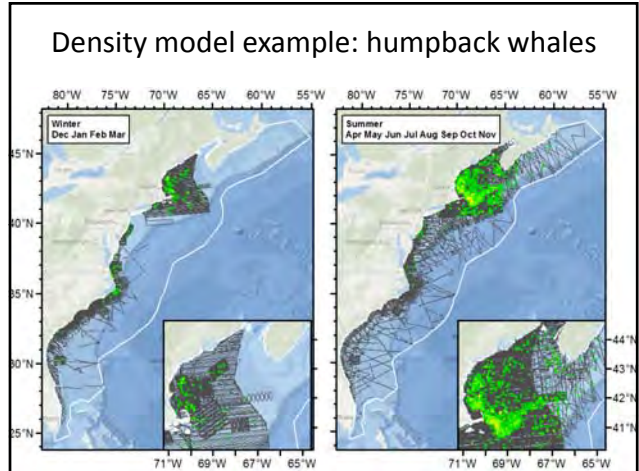 Density model example: humpback whales
80°W 75°W 70°W 65°W 60°W 55°W
80°W 75°W 70°W 65°W 60°W 55°W
Winter
Dec Jan Feb Mar
Summer
Apr May Jun Jul Aug Sep Oct Nov
45°N
40°N
35°N
30°N
25°N
44°N
43°N
42°N
41°N
71°W 69°W 67°W 65°W
71°W 69°W 67°W 65°W